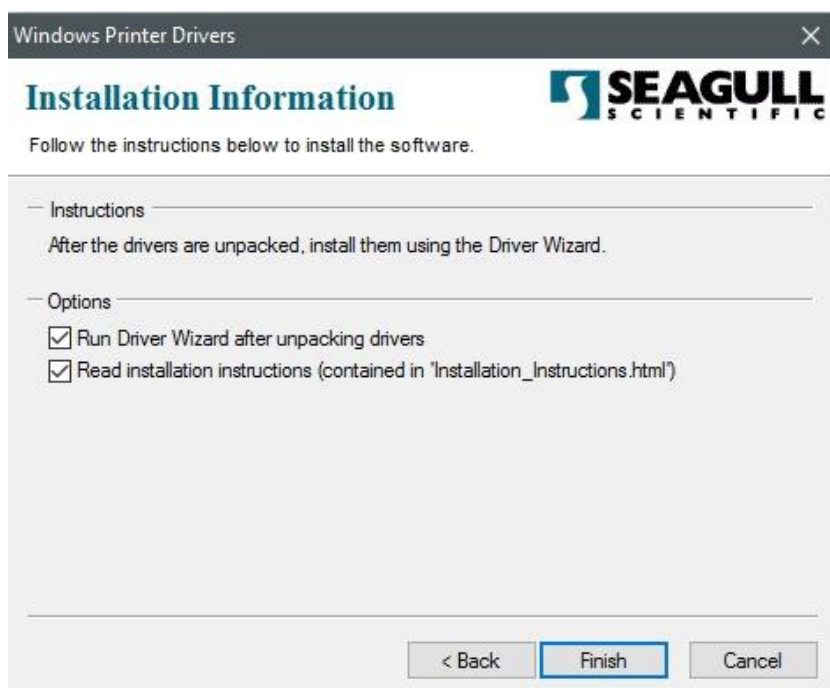 Windows Printer Drivers
Installation Information
SEAGULL
SCIENTIFIC
Follow the instructions below to install the software.
Instructions
After the drivers are unpacked, install them using the Driver Wizard.
Options
Run Driver Wizard after unpacking drivers
Read installation instructions (contained in 'Installation_Instructions.html')
< Back Finish Cancel